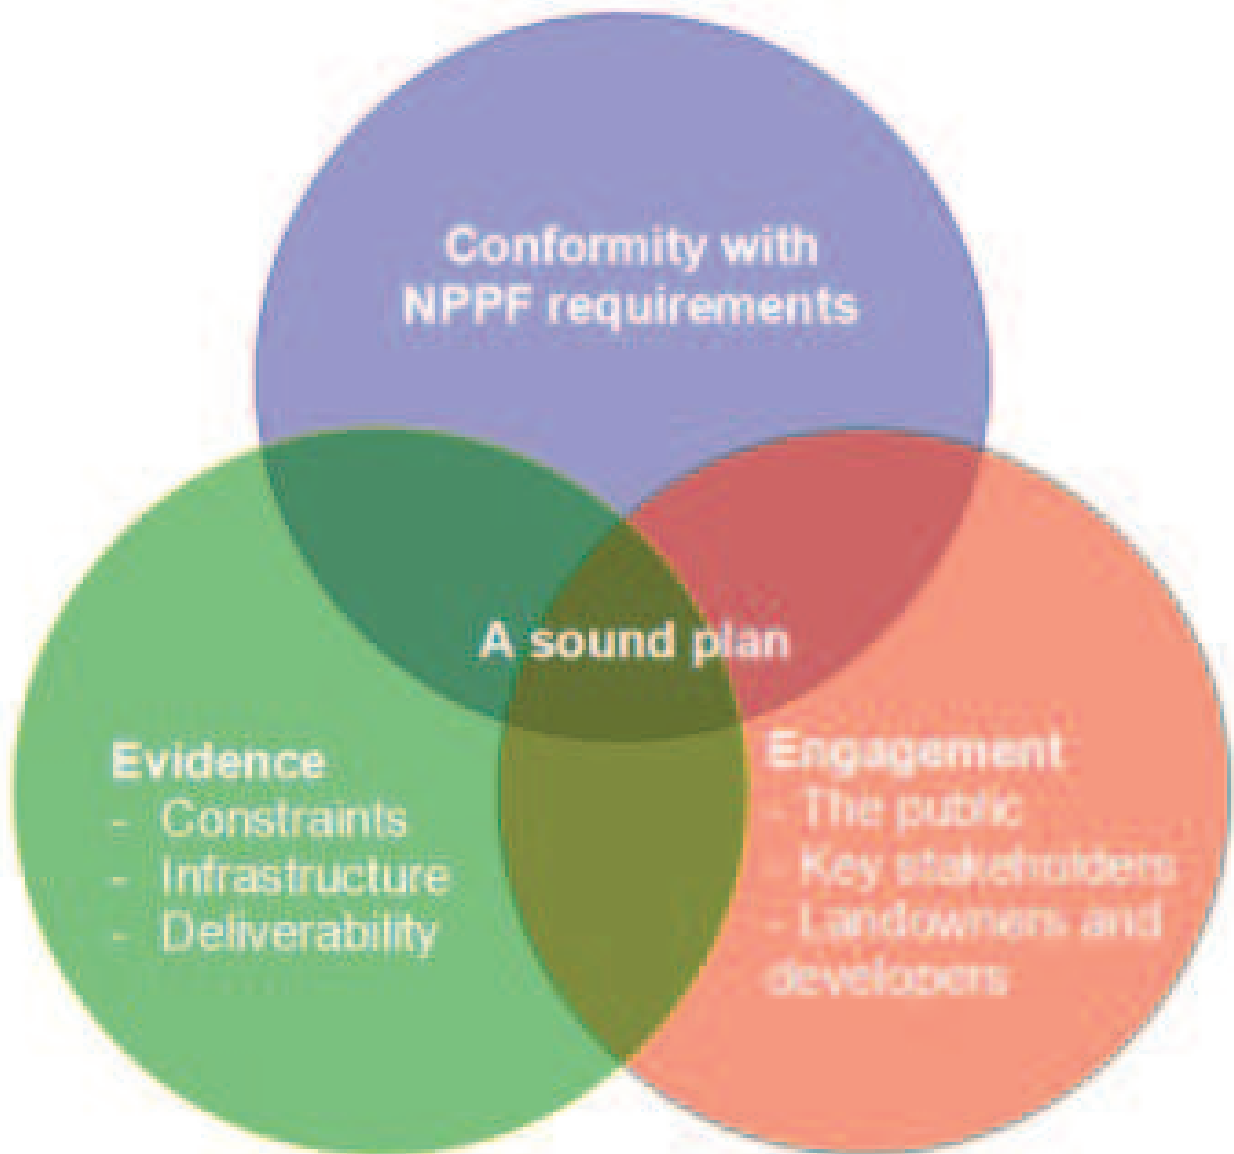 Conformity with
NPPF requirements
A sound plan
Evidence
- Constraints
- Infrastructure
- Deliverability
Engagement
- The public
- Key stakeholders
- Landowners and
developers